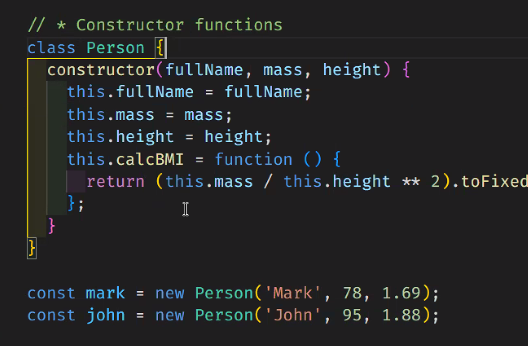 // * Constructor functions
class Person {
constructor(fullName, mass, height) {
this.fullName = fullName;
this.mass = mass;
this.height = height;
this.calcBMI = function () {
return (this.mass / this.height ** 2).toFixed
};
}
}
const mark = new Person('Mark', 78, 1.69);
const john = new Person('John', 95, 1.88);